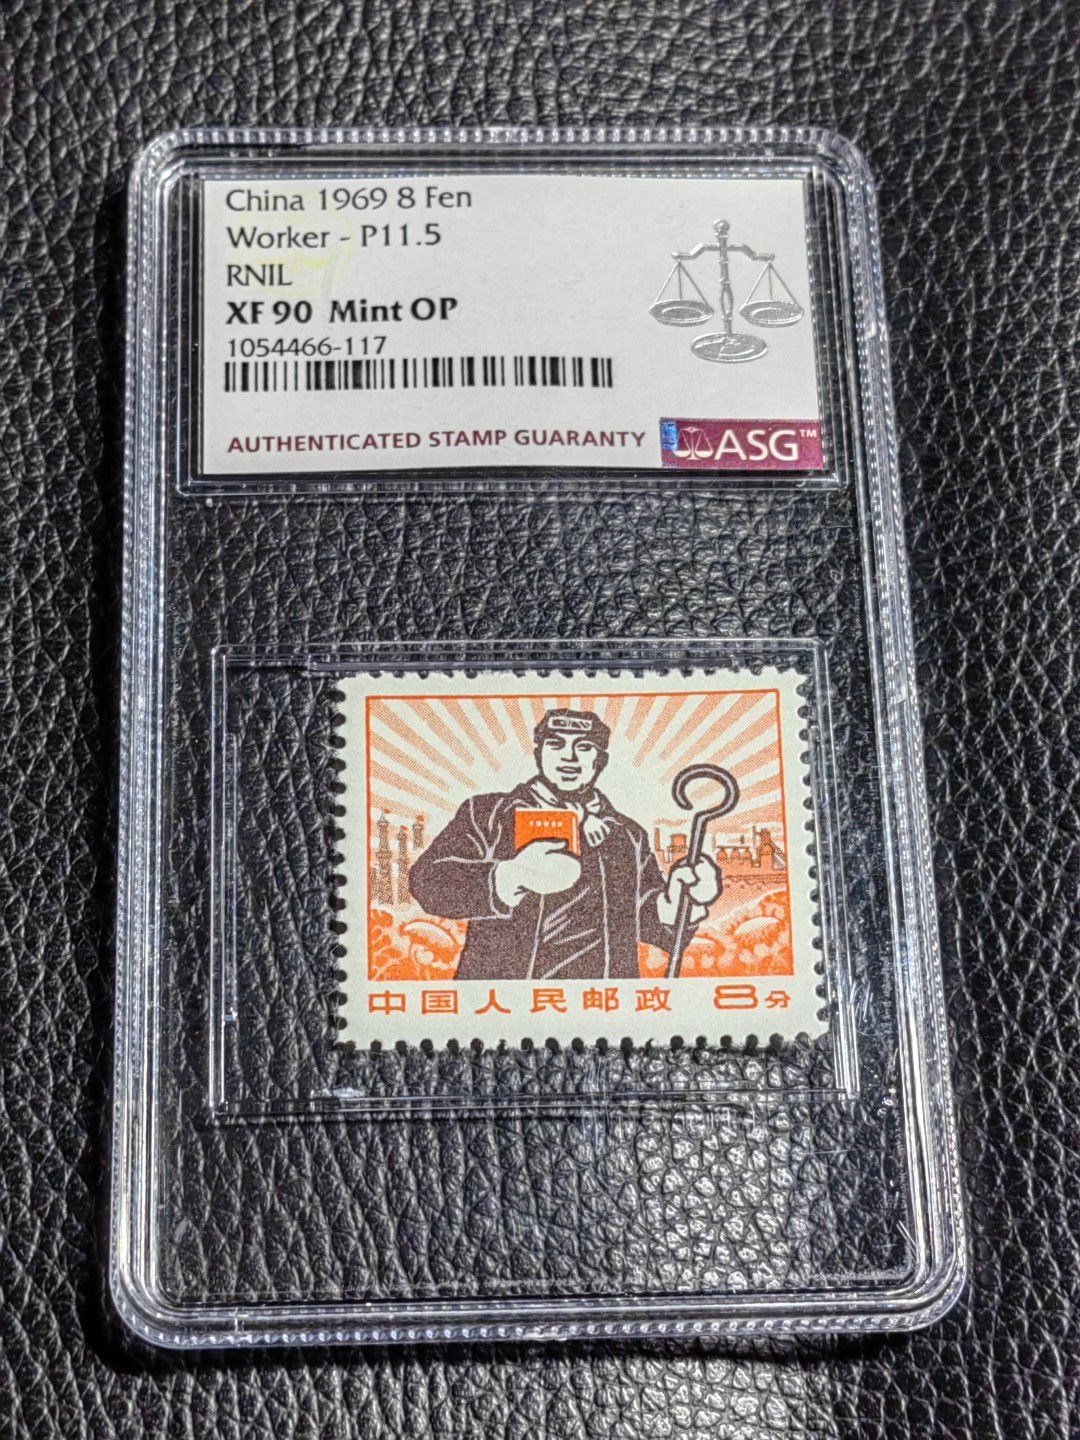 China 1969 8 Fen
Worker - P11.5
RNIL
XF 90 Mint OP
1054466-117
AUTHENTICATED STAMP GUARANTY
ASG™
中国人民邮政 8分